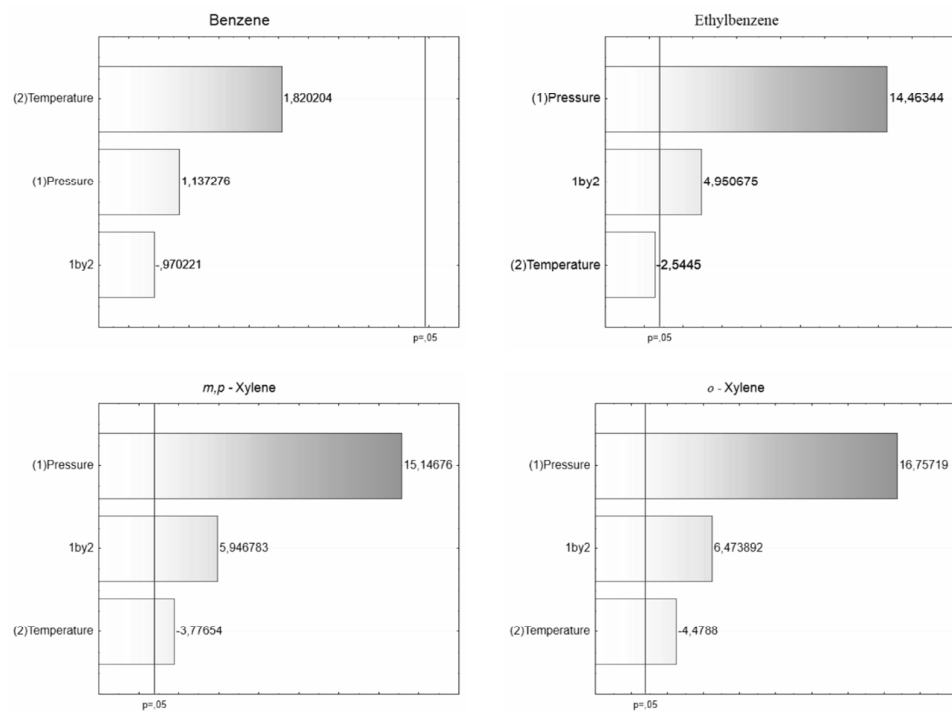 Benzene
(2)Temperature
1,820204
(1)Pressure
1,137276
1by2
-,970221
p=,05
Ethylbenzene
(1)Pressure
14,46344
1by2
4,950675
(2)Temperature
-2,5445
p=,05
m,p - Xylene
(1)Pressure
15,14676
1by2
5,946783
(2)Temperature
-3,77654
p=,05
o - Xylene
(1)Pressure
16,75719
1by2
6,473892
(2)Temperature
-4,4788
p=,05